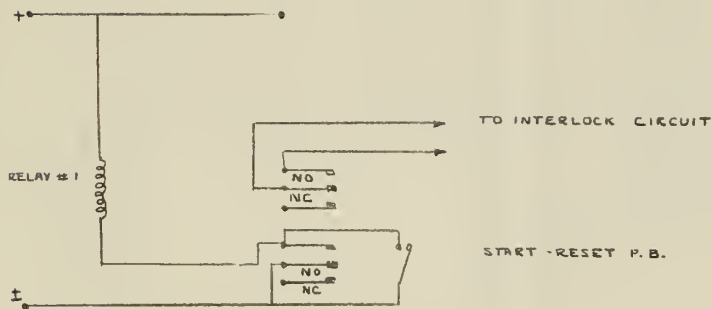 +
TO INTERLOCK CIRCUIT
RELAY #1
NO
NC
START-RESET P.B.
NO
NC
±